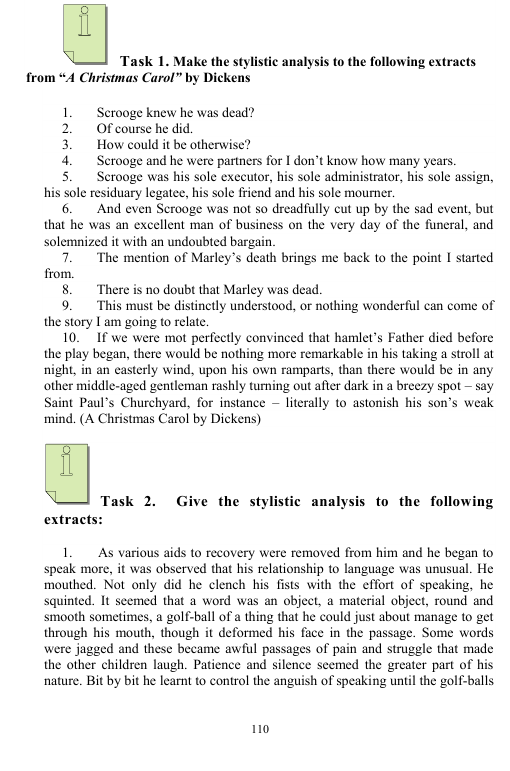 Task 1. Make the stylistic analysis to the following extracts
from “A Christmas Carol” by Dickens
1. Scrooge knew he was dead?
2. Of course he did.
3. How could it be otherwise?
4. Scrooge and he were partners for I don’t know how many years.
5. Scrooge was his sole executor, his sole administrator, his sole assign,
his sole residuary legatee, his sole friend and his sole mourner.
6. And even Scrooge was not so dreadfully cut up by the sad event, but
that he was an excellent man of business on the very day of the funeral, and
solemnized it with an undoubted bargain.
7. The mention of Marley’s death brings me back to the point I started
from.
8. There is no doubt that Marley was dead.
9. This must be distinctly understood, or nothing wonderful can come of
the story I am going to relate.
10. If we were mot perfectly convinced that hamlet’s Father died before
the play began, there would be nothing more remarkable in his taking a stroll at
night, in an easterly wind, upon his own ramparts, than there would be in any
other middle-aged gentleman rashly turning out after dark in a breezy spot – say
Saint Paul’s Churchyard, for instance – literally to astonish his son’s weak
mind. (A Christmas Carol by Dickens)
Task 2. Give the stylistic analysis to the following
extracts:
1. As various aids to recovery were removed from him and he began to
speak more, it was observed that his relationship to language was unusual. He
mouthed. Not only did he clench his fists with the effort of speaking, he
squinted. It seemed that a word was an object, a material object, round and
smooth sometimes, a golf-ball of a thing that he could just about manage to get
through his mouth, though it deformed his face in the passage. Some words
were jagged and these became awful passages of pain and struggle that made
the other children laugh. Patience and silence seemed the greater part of his
nature. Bit by bit he learnt to control the anguish of speaking until the golf-balls
110